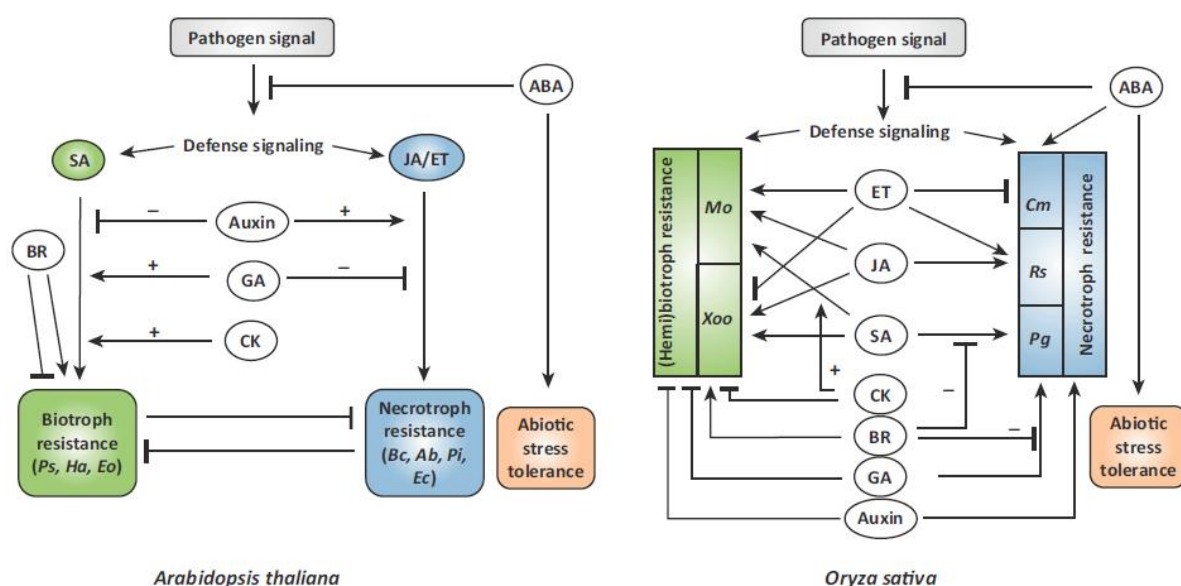 Pathogen signal
ABA
Defense signaling
SA
JA/ET
–
Auxin
+
BR
+
GA
–
+
CK
Biotroph
resistance
(Ps, Ha, Eo)
Necrotroph
resistance
(Bc, Ab, Pi,
Ec)
Abiotic
stress
tolerance
Arabidopsis thaliana
Pathogen signal
ABA
Defense signaling
(Hemi)biotroph resistance
Mo
Xoo
ET
JA
SA
+
CK
BR
GA
Auxin
–
–
Cm
Rs
Pg
Necrotroph resistance
Abiotic
stress
tolerance
Oryza sativa